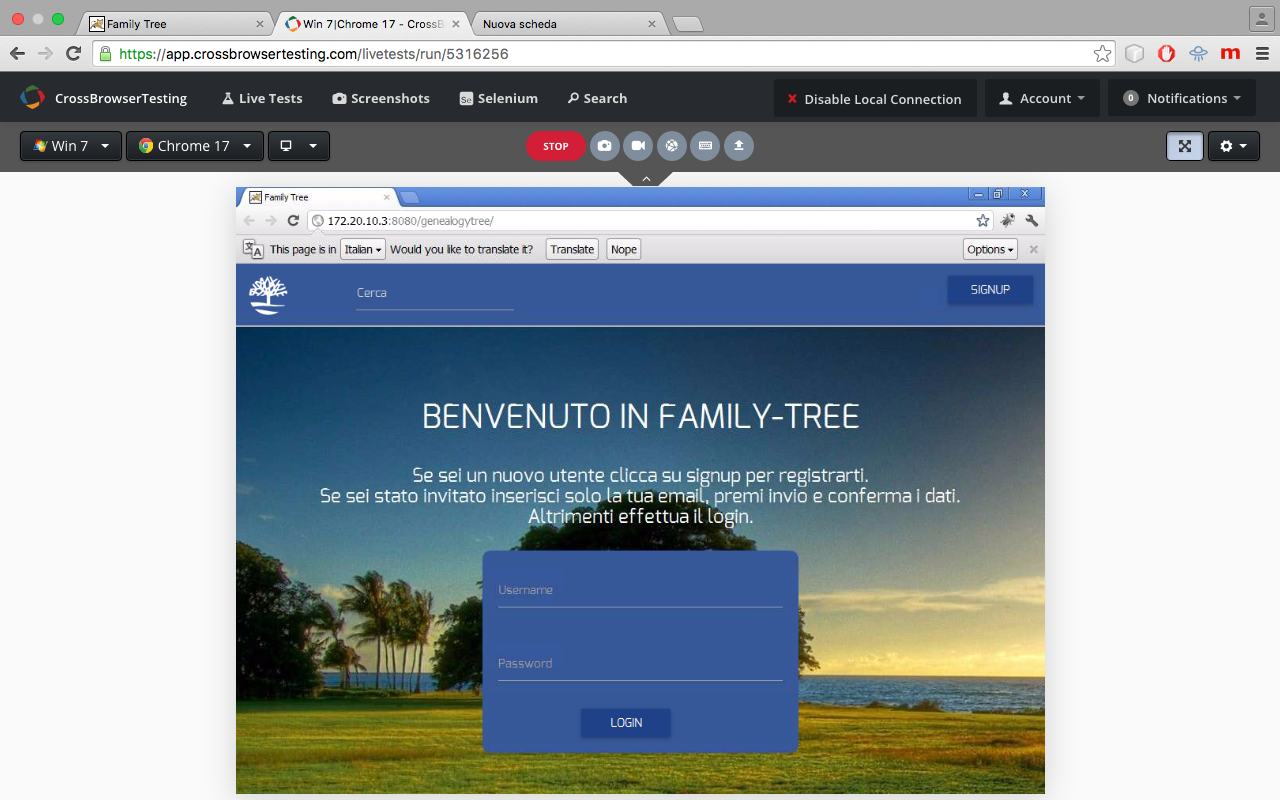 Family Tree
Win 7|Chrome 17 - CrossB
Nuova scheda
https://app.crossbrowsertesting.com/livetests/run/5316256
CrossBrowserTesting
Live Tests
Screenshots
Se Selenium
Search
Disable Local Connection
Account
0 Notifications
Win 7
Chrome 17
STOP
Family Tree
172.20.10.3:8080/genealogytree/
This page is in Italian Would you like to translate it? Translate Nope Options
Cerca
SIGNUP
BENVENUTO IN FAMILY-TREE
Se sei un nuovo utente clicca su signup per registrarti.
Se sei stato invitato inserisci solo la tua email, premi invio e conferma i dati.
Altrimenti effettua il login.
Username
Password
LOGIN